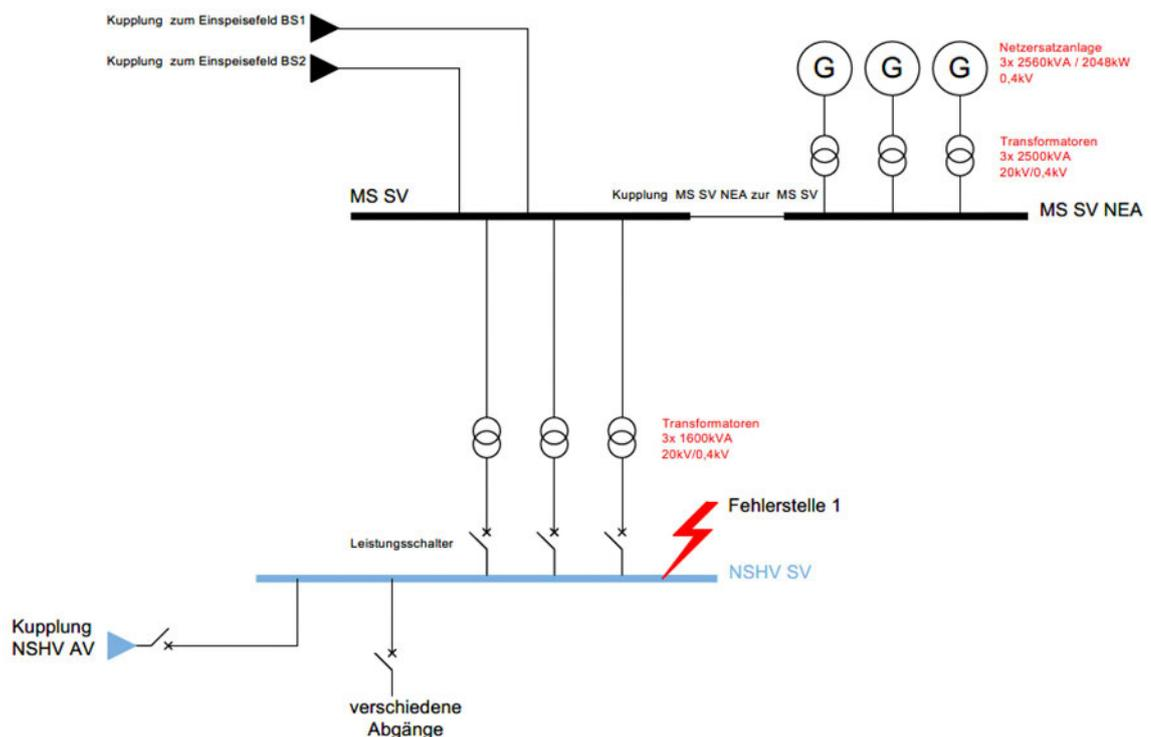 Kupplung zum Einspeisefeld BS1
Kupplung zum Einspeisefeld BS2
G G G
Netzersatzanlage
3x 2560kVA / 2048kW
0,4kV
Transformatoren
3x 2500kVA
20kV/0,4kV
MS SV
Kupplung MS SV NEA zur MS SV
MS SV NEA
Transformatoren
3x 1600kVA
20kV/0,4kV
Fehlerstelle 1
Leistungsschalter
NSHV SV
Kupplung
NSHV AV
verschiedene
Abgänge